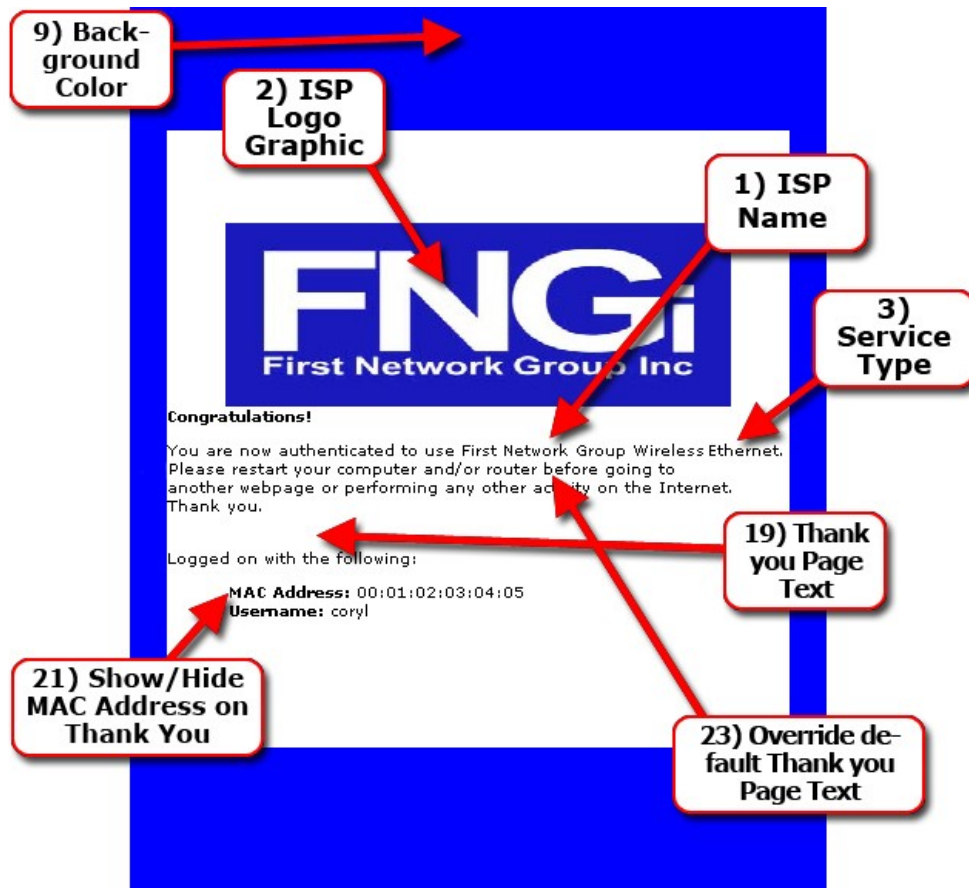 9) Back-
ground
Color
2) ISP
Logo
Graphic
1) ISP
Name
FNGi
First Network Group Inc
3)
Service
Type
Congratulations!
You are now authenticated to use First Network Group Wireless Ethernet.
Please restart your computer and/or router before going to
another webpage or performing any other activity on the Internet.
Thank you.
19) Thank
you Page
Text
Logged on with the following:
MAC Address: 00:01:02:03:04:05
Username: coryl
21) Show/Hide
MAC Address on
Thank You
23) Override de-
fault Thank you
Page Text